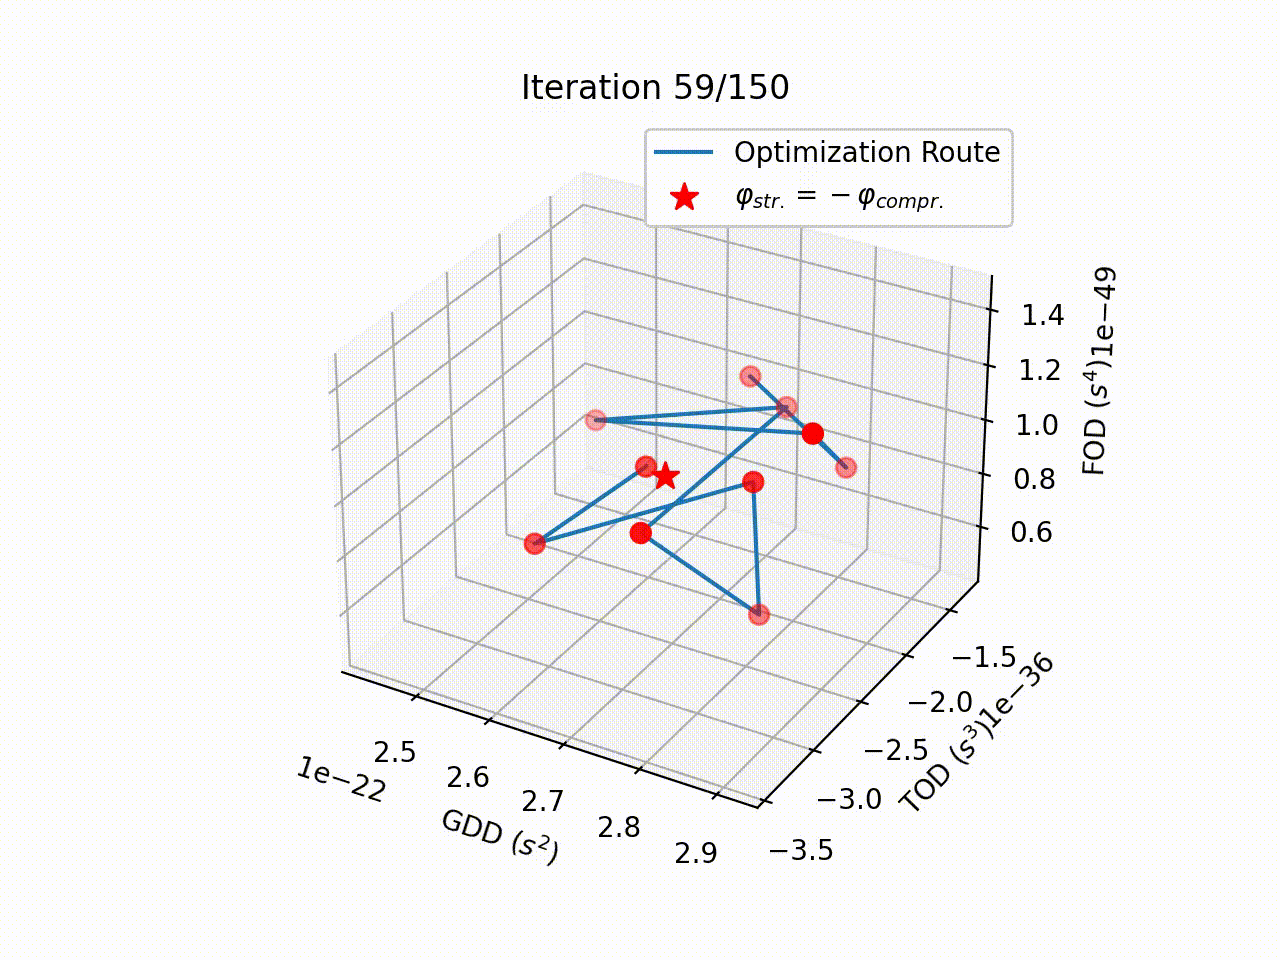 Iteration 59/150
Optimization Route
φstr. = − φcompr.
1.4
1.2
1.0
0.8
0.6
FOD (s⁴)1e−49
−1.5
−2.0
−2.5
−3.0
−3.5
TOD (s³)1e−36
2.5
2.6
2.7
2.8
2.9
1e−22
GDD (s²)